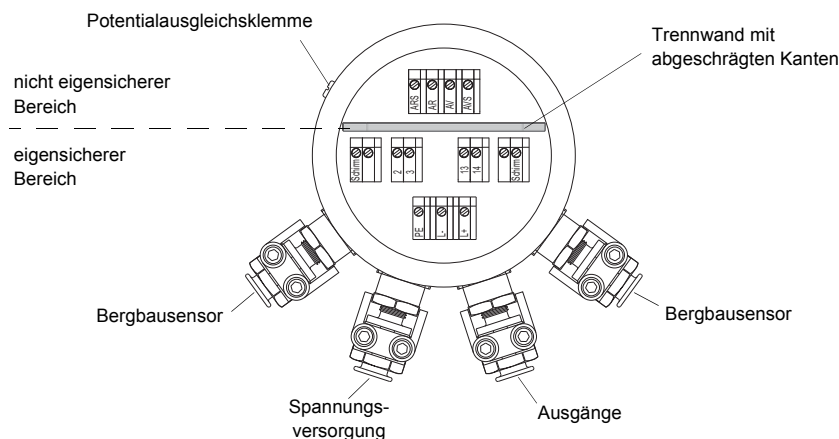 Potentialausgleichsklemme
Trennwand mit
abgeschrägten Kanten
nicht eigensicherer
Bereich
eigensicherer
Bereich
ARS
AR
AV
AVS
Schirm
2
3
13
14
Schirm
PE
L-
L+
Bergbausensor
Bergbausensor
Spannungs-
versorgung
Ausgänge